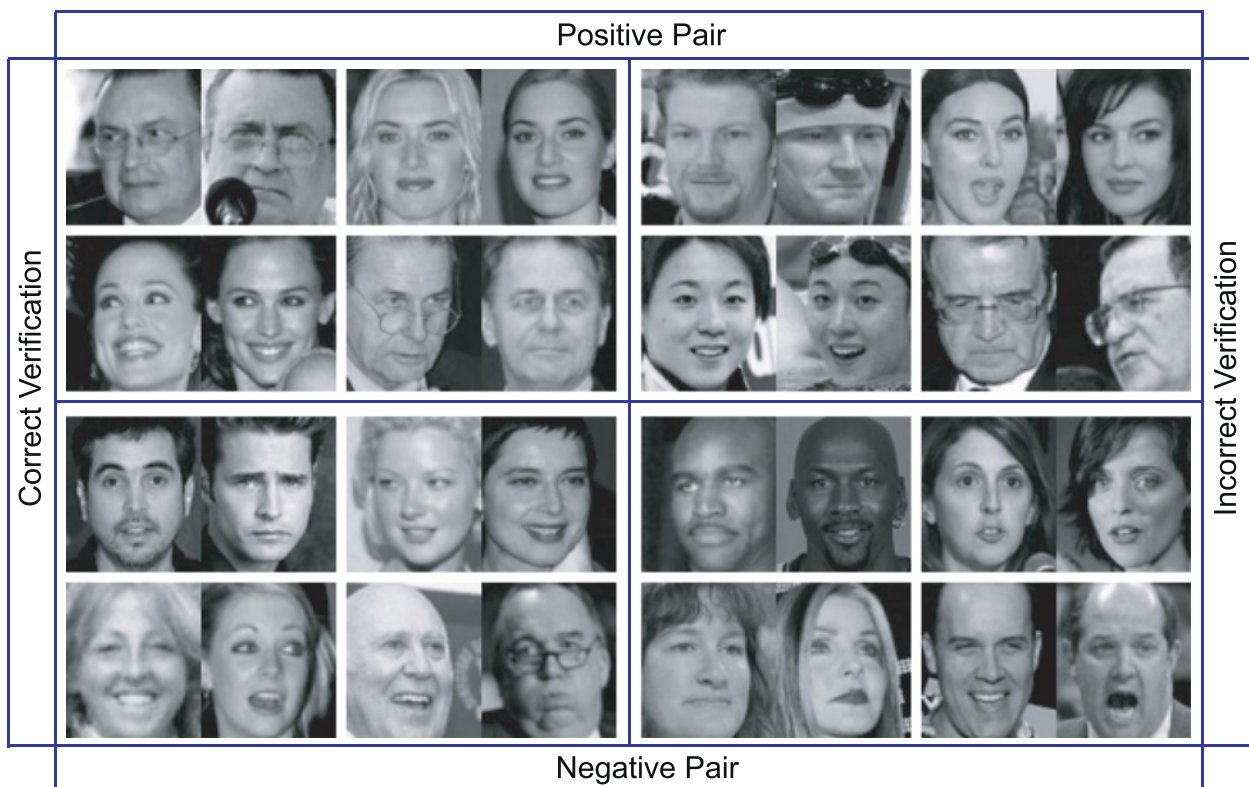 Positive Pair
Correct Verification
Incorrect Verification
Negative Pair